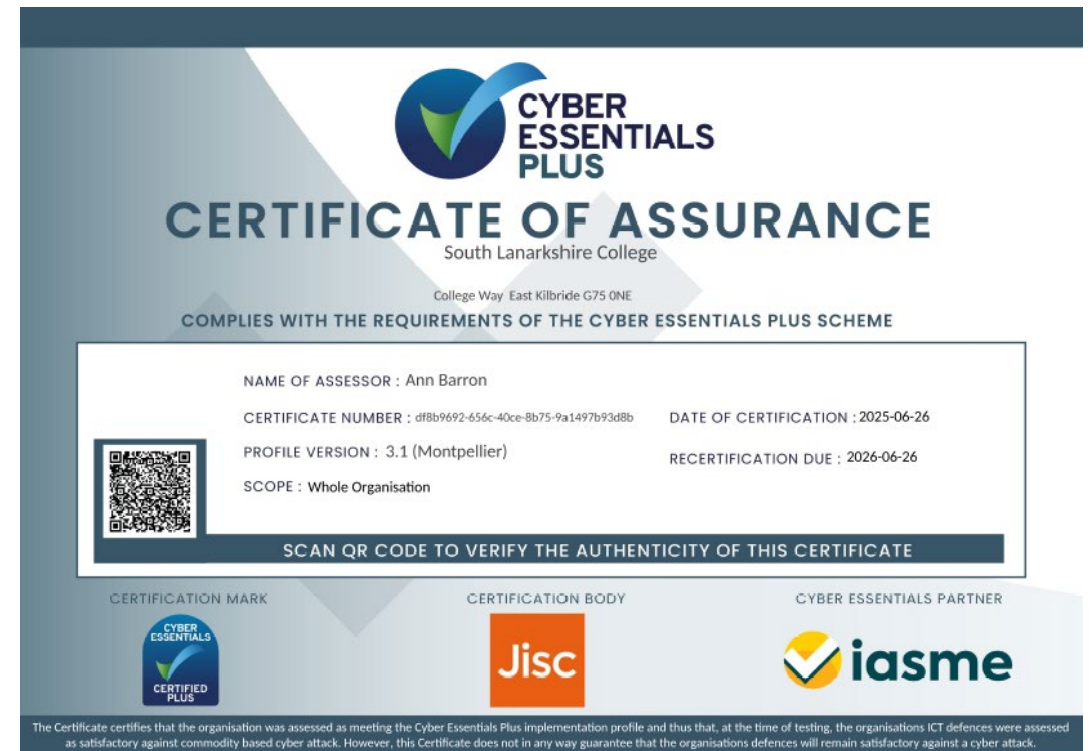 CYBER
ESSENTIALS
PLUS
CERTIFICATE OF ASSURANCE
South Lanarkshire College
College Way East Kilbride G75 0NE
COMPLIES WITH THE REQUIREMENTS OF THE CYBER ESSENTIALS PLUS SCHEME
NAME OF ASSESSOR : Ann Barron
CERTIFICATE NUMBER : df8b9692-656c-40ce-8b75-9a1497b93d8b
DATE OF CERTIFICATION : 2025-06-26
PROFILE VERSION : 3.1 (Montpellier)
RECERTIFICATION DUE : 2026-06-26
SCOPE : Whole Organisation
SCAN QR CODE TO VERIFY THE AUTHENTICITY OF THIS CERTIFICATE
CERTIFICATION MARK
CERTIFICATION BODY
CYBER ESSENTIALS PARTNER
CYBER
ESSENTIALS
CERTIFIED
PLUS
Jisc
iasme
The Certificate certifies that the organisation was assessed as meeting the Cyber Essentials Plus implementation profile and thus that, at the time of testing, the organisations ICT defences were assessed
as satisfactory against commodity based cyber attack. However, this Certificate does not in any way guarantee that the organisations defences will remain satisfactory against a cyber attack.